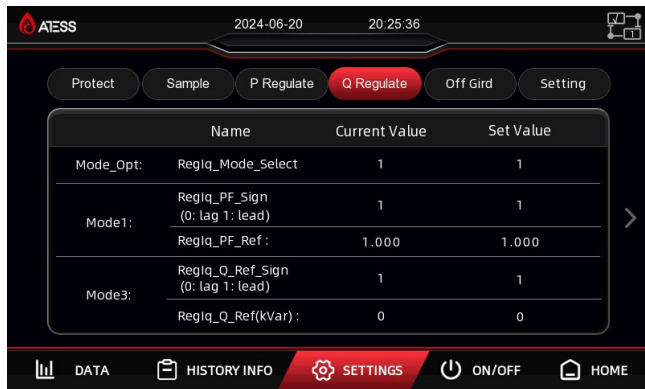 ATESS 2024-06-20 20:25:36
1
Protect Sample P Regulate Q Regulate Off Gird Setting
Name Current Value Set Value
Mode_Opt: RegIq_Mode_Select 1 1
RegIq_PF_Sign
(0: lag 1: lead) 1 1
Mode1:
RegIq_PF_Ref : 1.000 1.000
RegIq_Q_Ref_Sign
(0: lag 1: lead) 1 1
Mode3:
RegIq_Q_Ref(kVar) : 0 0
DATA HISTORY INFO SETTINGS ON/OFF HOME